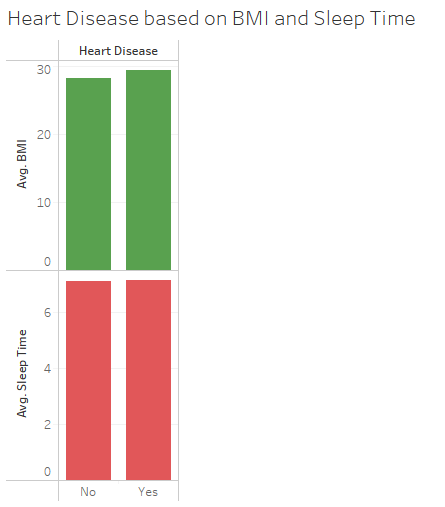 Heart Disease based on BMI and Sleep Time
Heart Disease
30
20
10
0
Avg. BMI
6
4
2
0
Avg. Sleep Time
No Yes